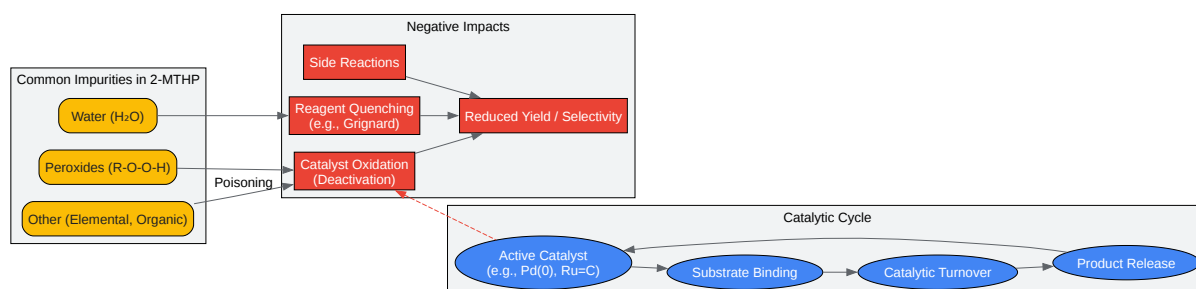 Negative Impacts
Side Reactions
Common Impurities in 2-MTHP
Water (H₂O)
Reagent Quenching
(e.g., Grignard)
Reduced Yield / Selectivity
Peroxides (R-O-O-H)
Poisoning
Catalyst Oxidation
(Deactivation)
Other (Elemental, Organic)
Catalytic Cycle
Active Catalyst
(e.g., Pd(0), Ru=C)
Substrate Binding
Catalytic Turnover
Product Release